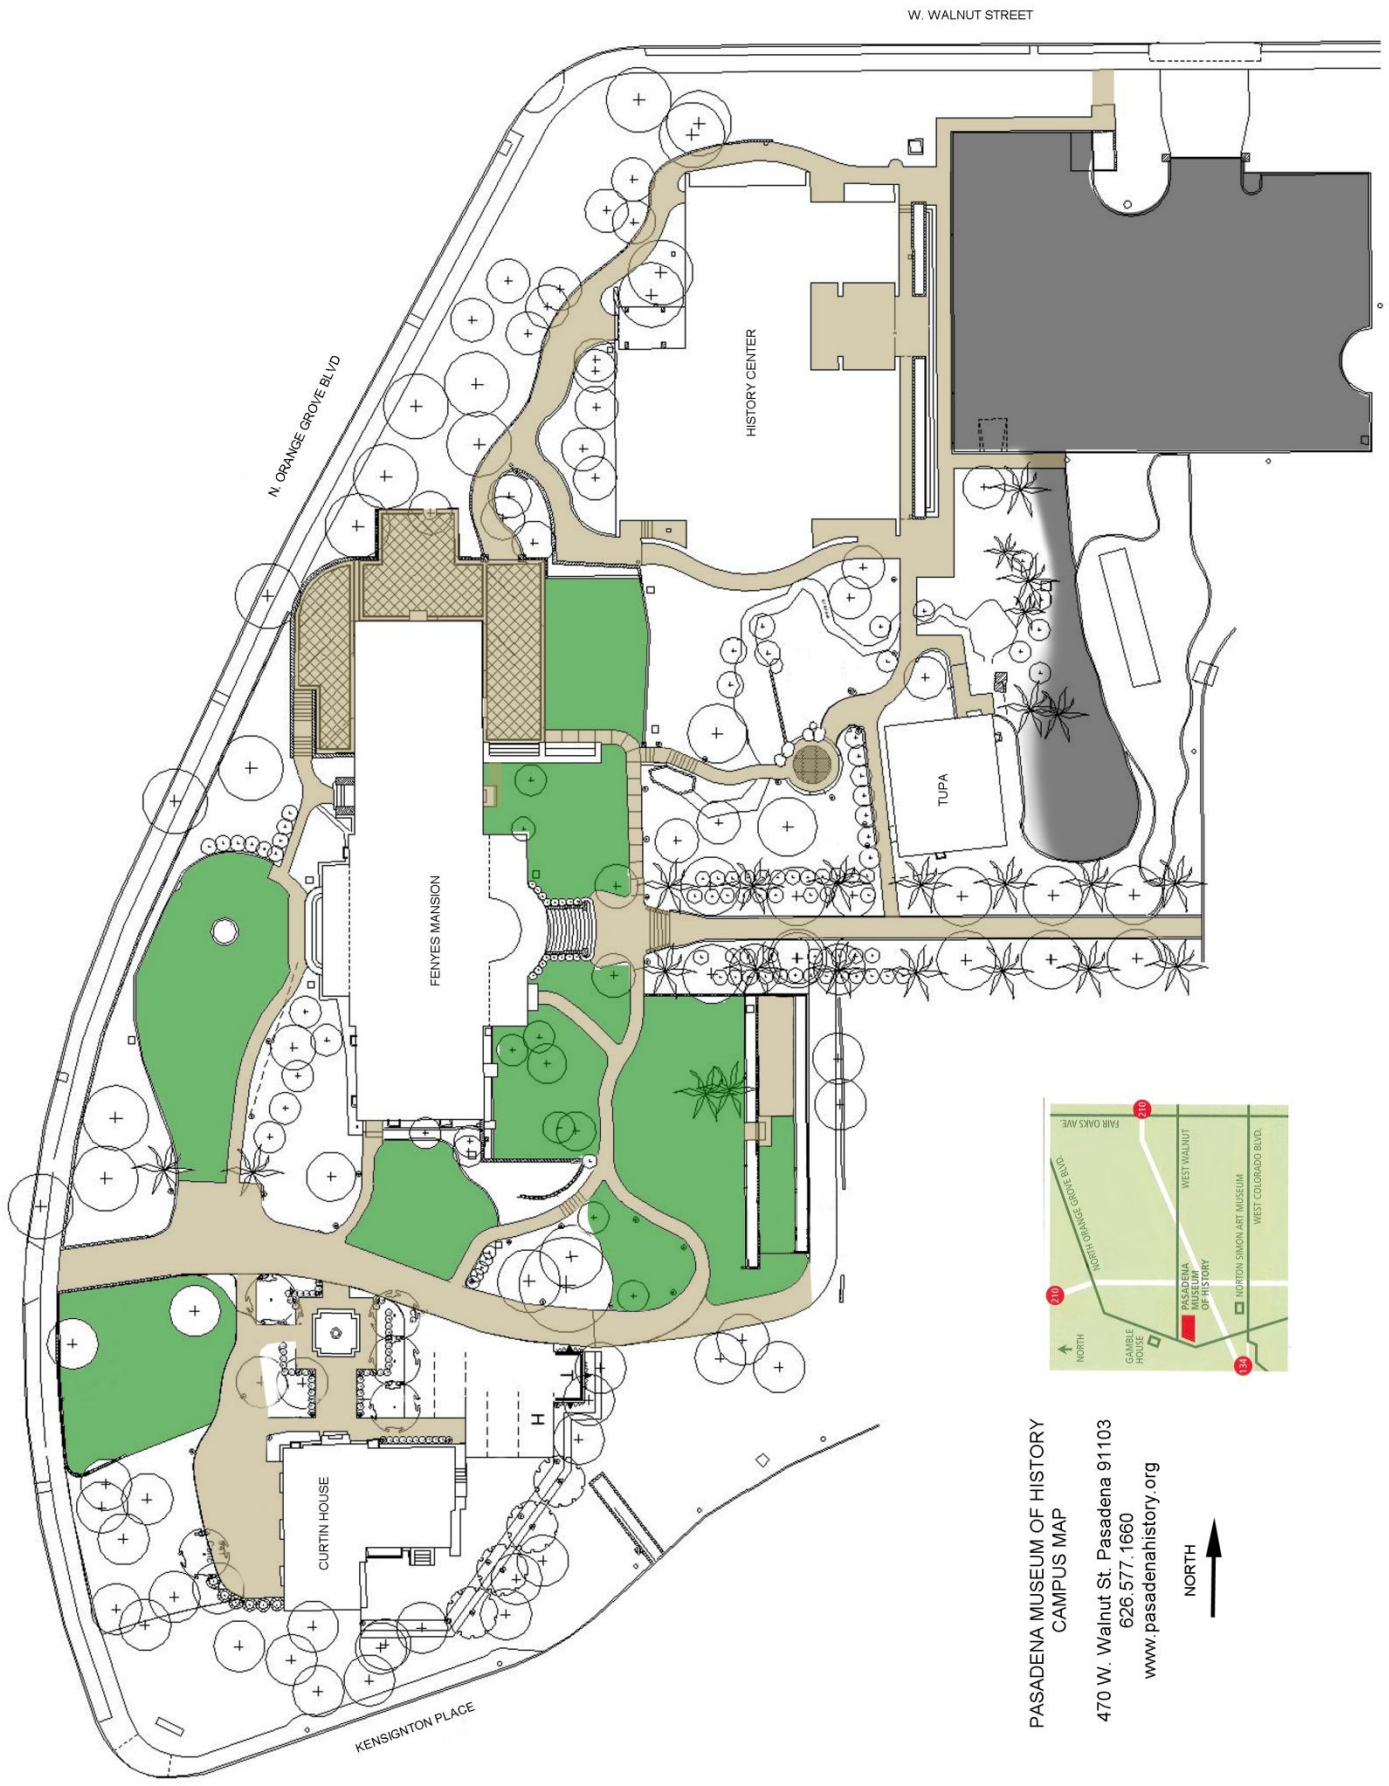 W. WALNUT STREET
N. ORANGE GROVE BLVD
HISTORY CENTER
TUPA
FENYES MANSION
H
CURTIN HOUSE
KENSIGNTON PLACE
FAIR OAKS AVE.
210
NORTH ORANGE GROVE BLVD.
WEST WALNUT
NORTON SIMON ART MUSEUM
WEST COLORADO BLVD.
210
PASADENA
MUSEUM
OF HISTORY
NORTH
GAMBLE
HOUSE
134
PASADENA MUSEUM OF HISTORY
CAMPUS MAP
470 W. Walnut St. Pasadena 91103
626.577.1660
www.pasadenahistory.org
NORTH